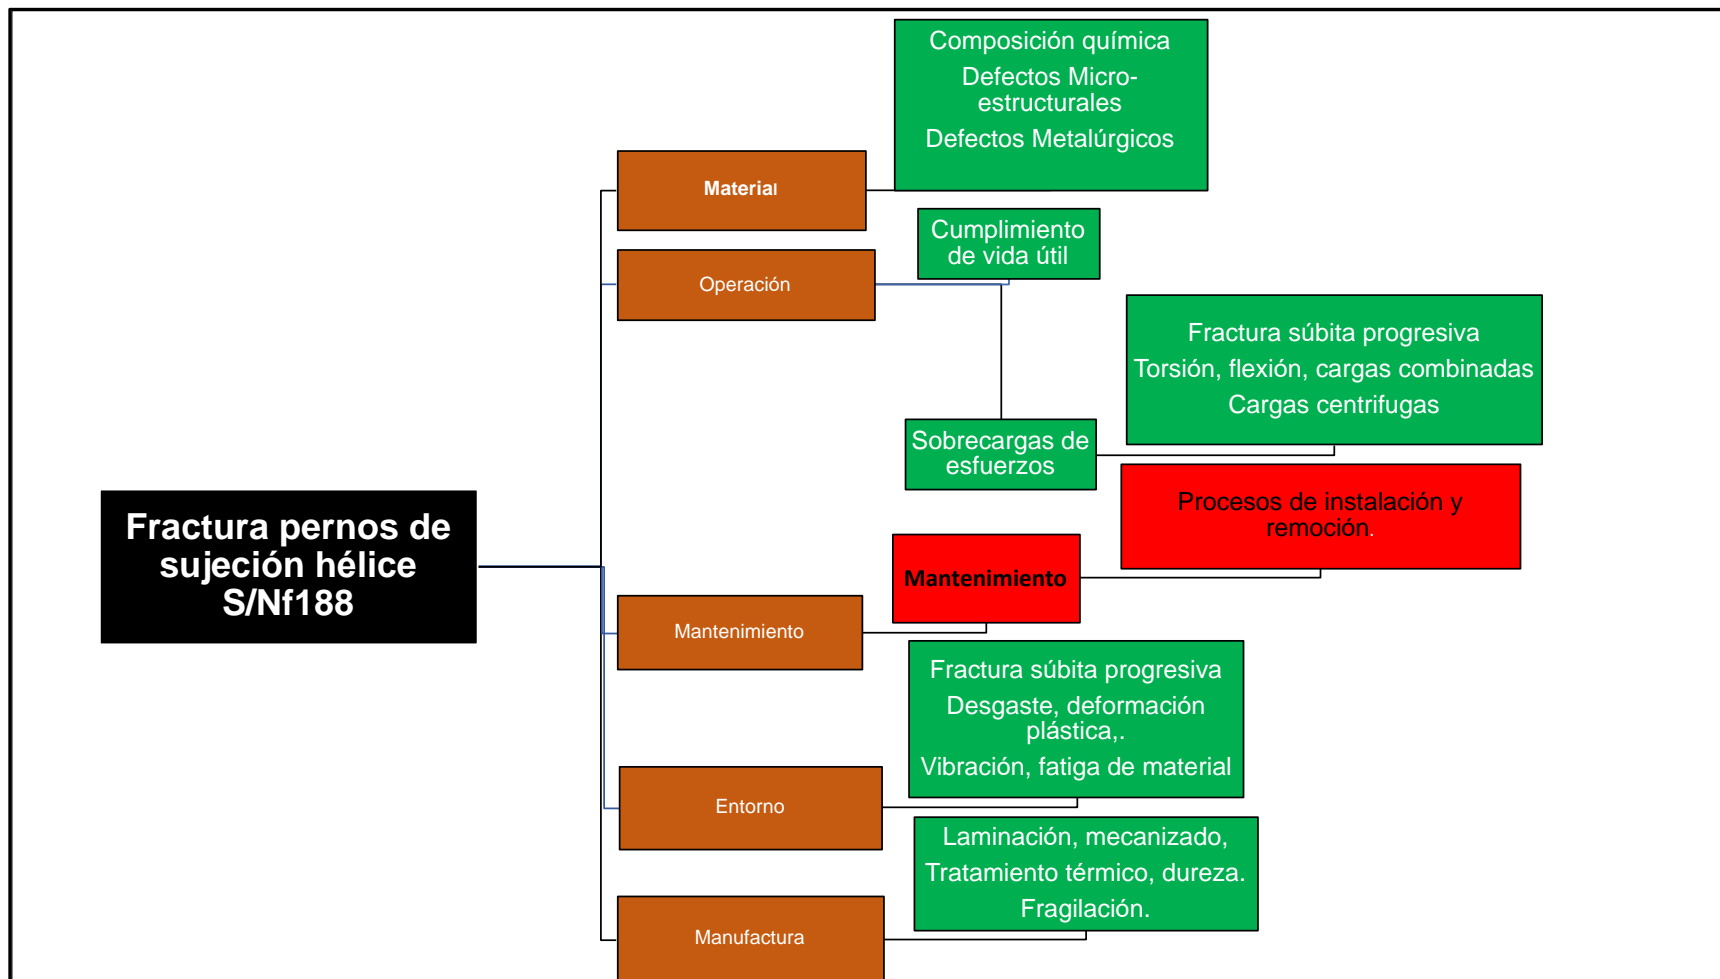 Composición química
Defectos Micro-
estructurales
Defectos Metalúrgicos
Material
Cumplimiento
de vida útil
Operación
Fractura súbita progresiva
Torsión, flexión, cargas combinadas
Cargas centrifugas
Sobrecargas de
esfuerzos
Procesos de instalación y
remoción.
Fractura pernos de
sujeción hélice
S/Nf188
Mantenimiento
Mantenimiento
Fractura súbita progresiva
Desgaste, deformación
plástica,.
Vibración, fatiga de material
Entorno
Laminación, mecanizado,
Tratamiento térmico, dureza.
Fragilación.
Manufactura